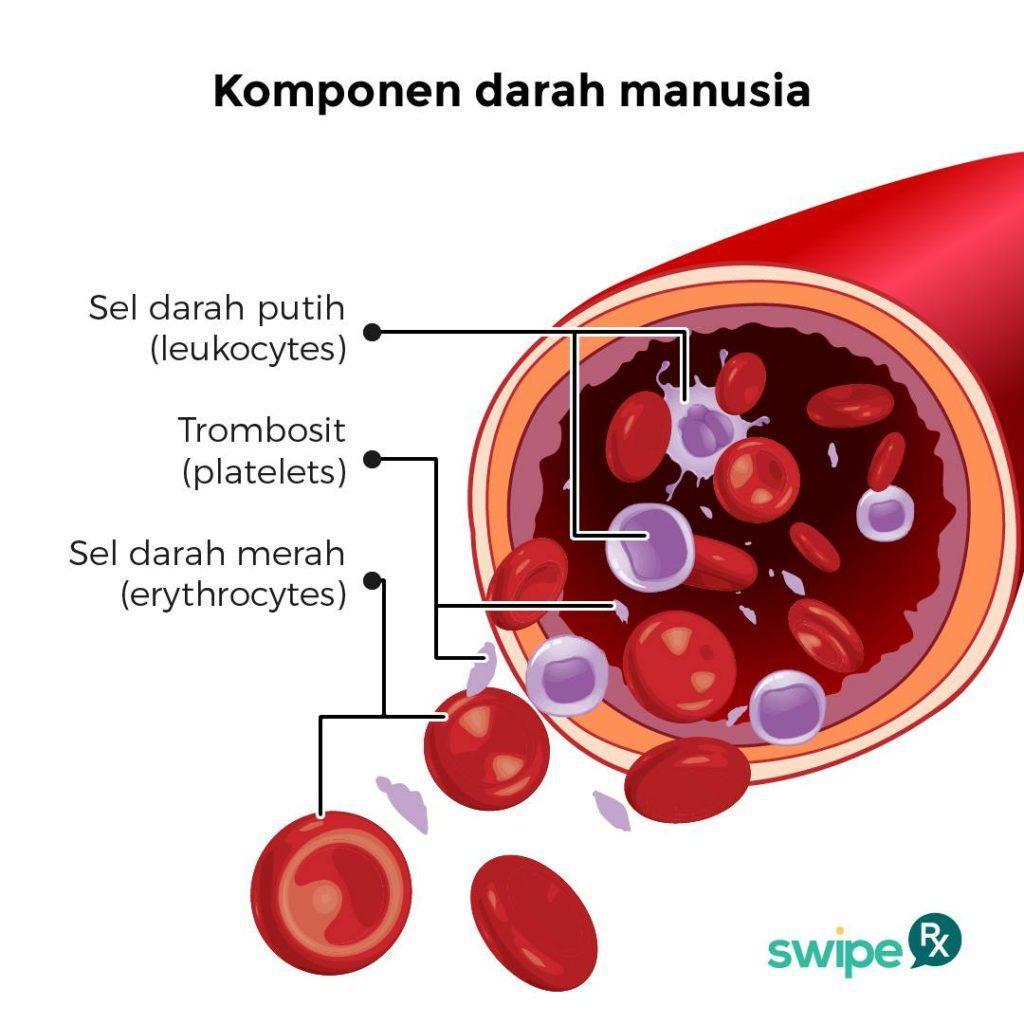 Komponen darah manusia
Sel darah putih
(leukocytes)
Trombosit
(platelets)
Sel darah merah
(erythrocytes)
swipe Rx